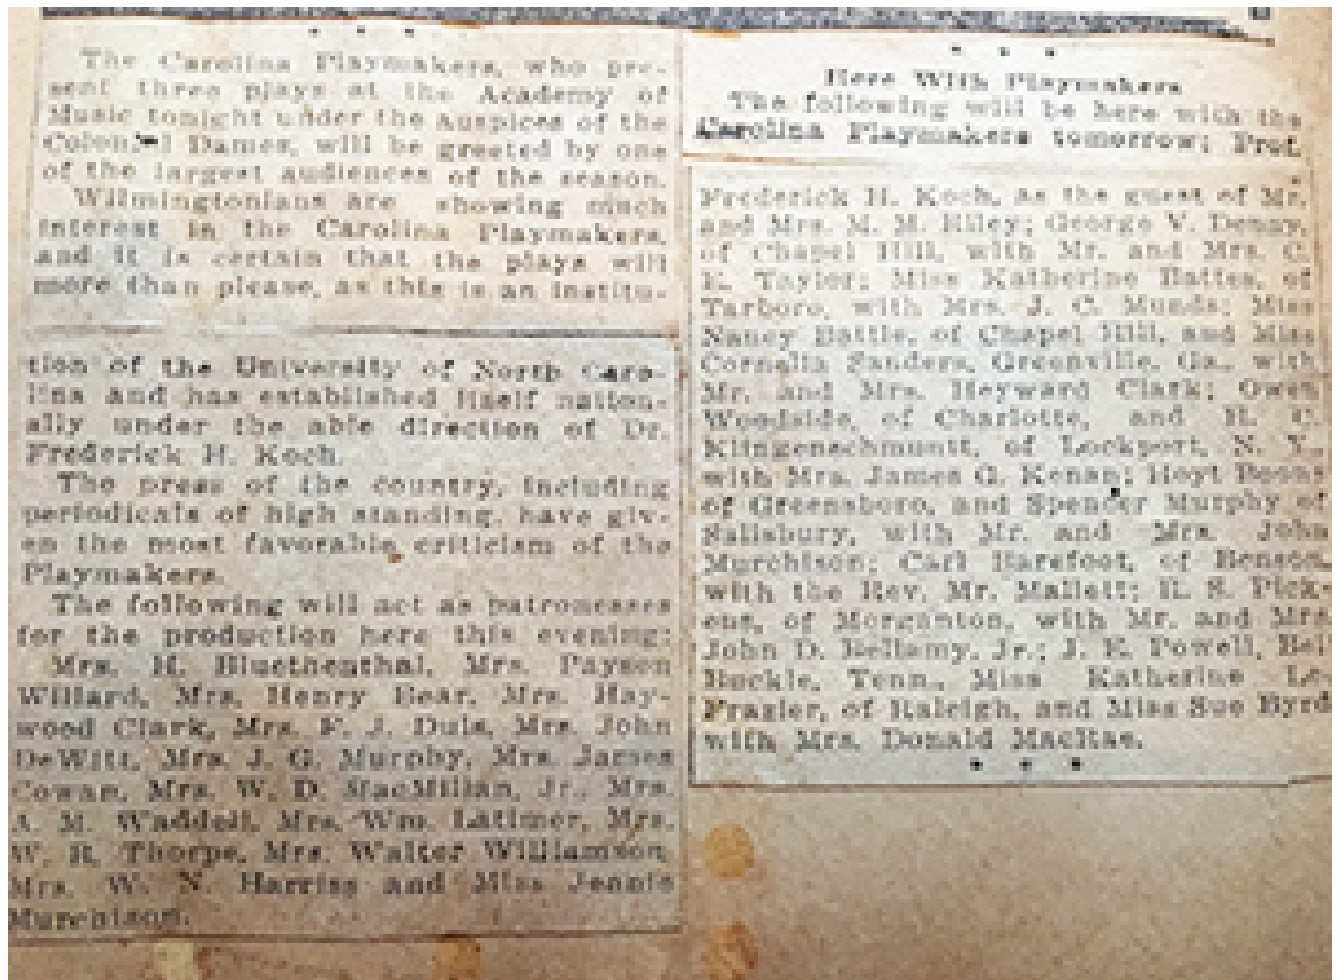 The Carolina Playmakers, who pre-
sent three plays at the Academy of
Music tonight under the auspices of the
Colonial Dames, will be greeted by one
of the largest audiences of the season.
Wilmingtonians are showing much
interest in the Carolina Playmakers,
and it is certain that the plays will
more than please, as this is an institu-
tion of the University of North Caro-
lina and has established itself nation-
ally under the able direction of Dr.
Frederick H. Koch.
The press of the country, including
periodicals of high standing, have giv-
en the most favorable criticism of the
Playmakers.
The following will act as patronesses
for the production here this evening:
Mrs. H. Bluethenthal, Mrs. Payson
Willard, Mrs. Henry Bear, Mrs. Hay-
wood Clark, Mrs. F. J. Duls, Mrs. John
DeWitt, Mrs. J. G. Murphy, Mrs. James
Cowan, Mrs. W. D. MacMillan, Jr., Mrs.
A. M. Waddell, Mrs. Wm. Latimer, Mrs.
W. R. Thorpe, Mrs. Walter Williamson,
Mrs. W. N. Harriss and Miss Jennie
Murchison.
Here With Playmakers
The following will be here with the
Carolina Playmakers tomorrow; Prof.
Frederick H. Koch, as the guest of Mr.
and Mrs. M. M. Riley; George V. Denny,
of Chapel Hill, with Mr. and Mrs. C.
E. Taylor; Miss Katherine Batts, of
Tarboro, with Mrs. J. C. Munds; Miss
Nancy Battle, of Chapel Hill, and Miss
Cornelia Sanders, Greenville, Ga., with
Mr. and Mrs. Heyward Clark; Owen
Woodside, of Charlotte, and H. C.
Klingenschmuntt, of Lockport, N. Y.,
with Mrs. James G. Kenan; Hoyt Boone
of Greensboro, and Spencer Murphy of
Salisbury, with Mr. and Mrs. John
Murchison; Carl Barefoot, of Benson,
with the Rev. Mr. Mallett; R. S. Pick-
ens, of Morganton, with Mr. and Mrs.
John D. Bellamy, Jr.; J. E. Powell, Bell
Buckle, Tenn., Miss Katherine Le-
Frazier, of Raleigh, and Miss Sue Byrd
with Mrs. Donald MacRae.